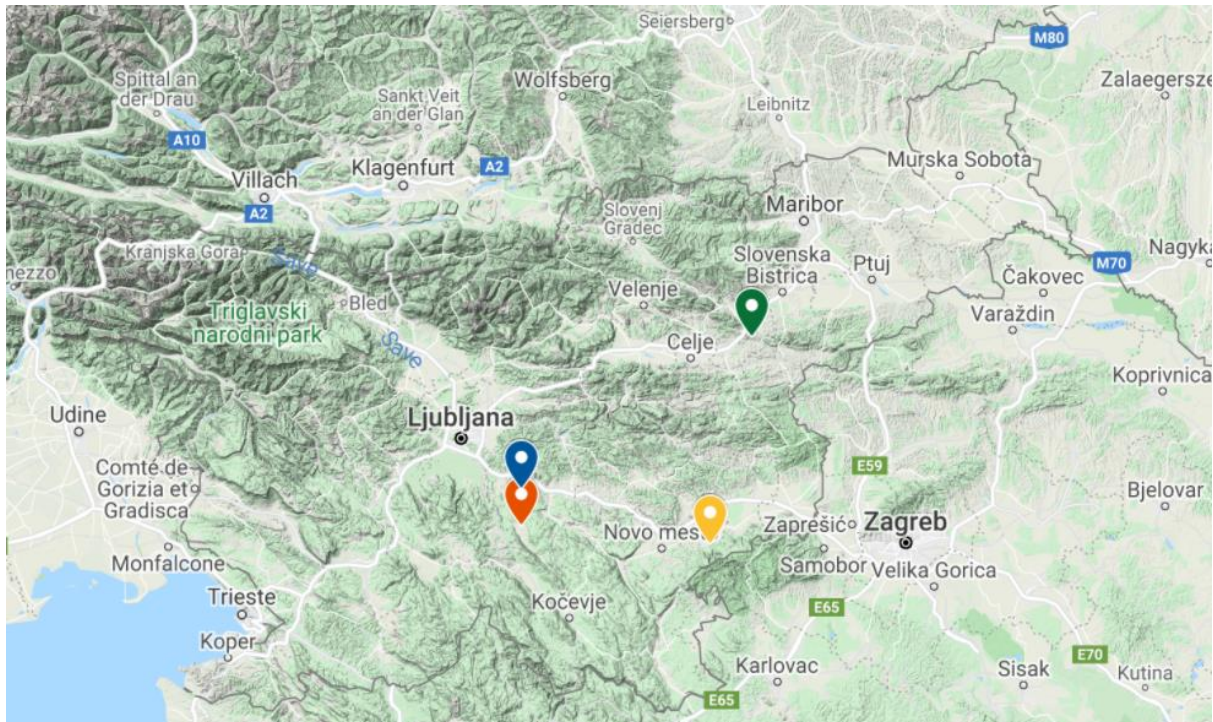 Seiersberg
M80
Spittal an
der Drau
Wolfsberg
Zalaegersze
Sankt Veit
an der Glan
Leibnitz
A10
Klagenfurt
A2
Murska Sobota
Villach
A2
Maribor
Slovenj
Gradec
Kranjska Gora
Save
Slovenska
Bistrica
Ptuj
Nagyka
M70
mezzo
Bled
Velenje
Čakovec
Triglavski
narodni park
Varaždin
Save
Celje
Koprivnica
Udine
Ljubljana
Comté de
Gorizia et
Gradisca
E59
Bjelovar
Novo mes
Zaprešić
Zagreb
Monfalcone
Samobor
Velika Gorica
Trieste
Kočevje
E65
Koper
E70
Karlovac
Sisak
Kutina
E65